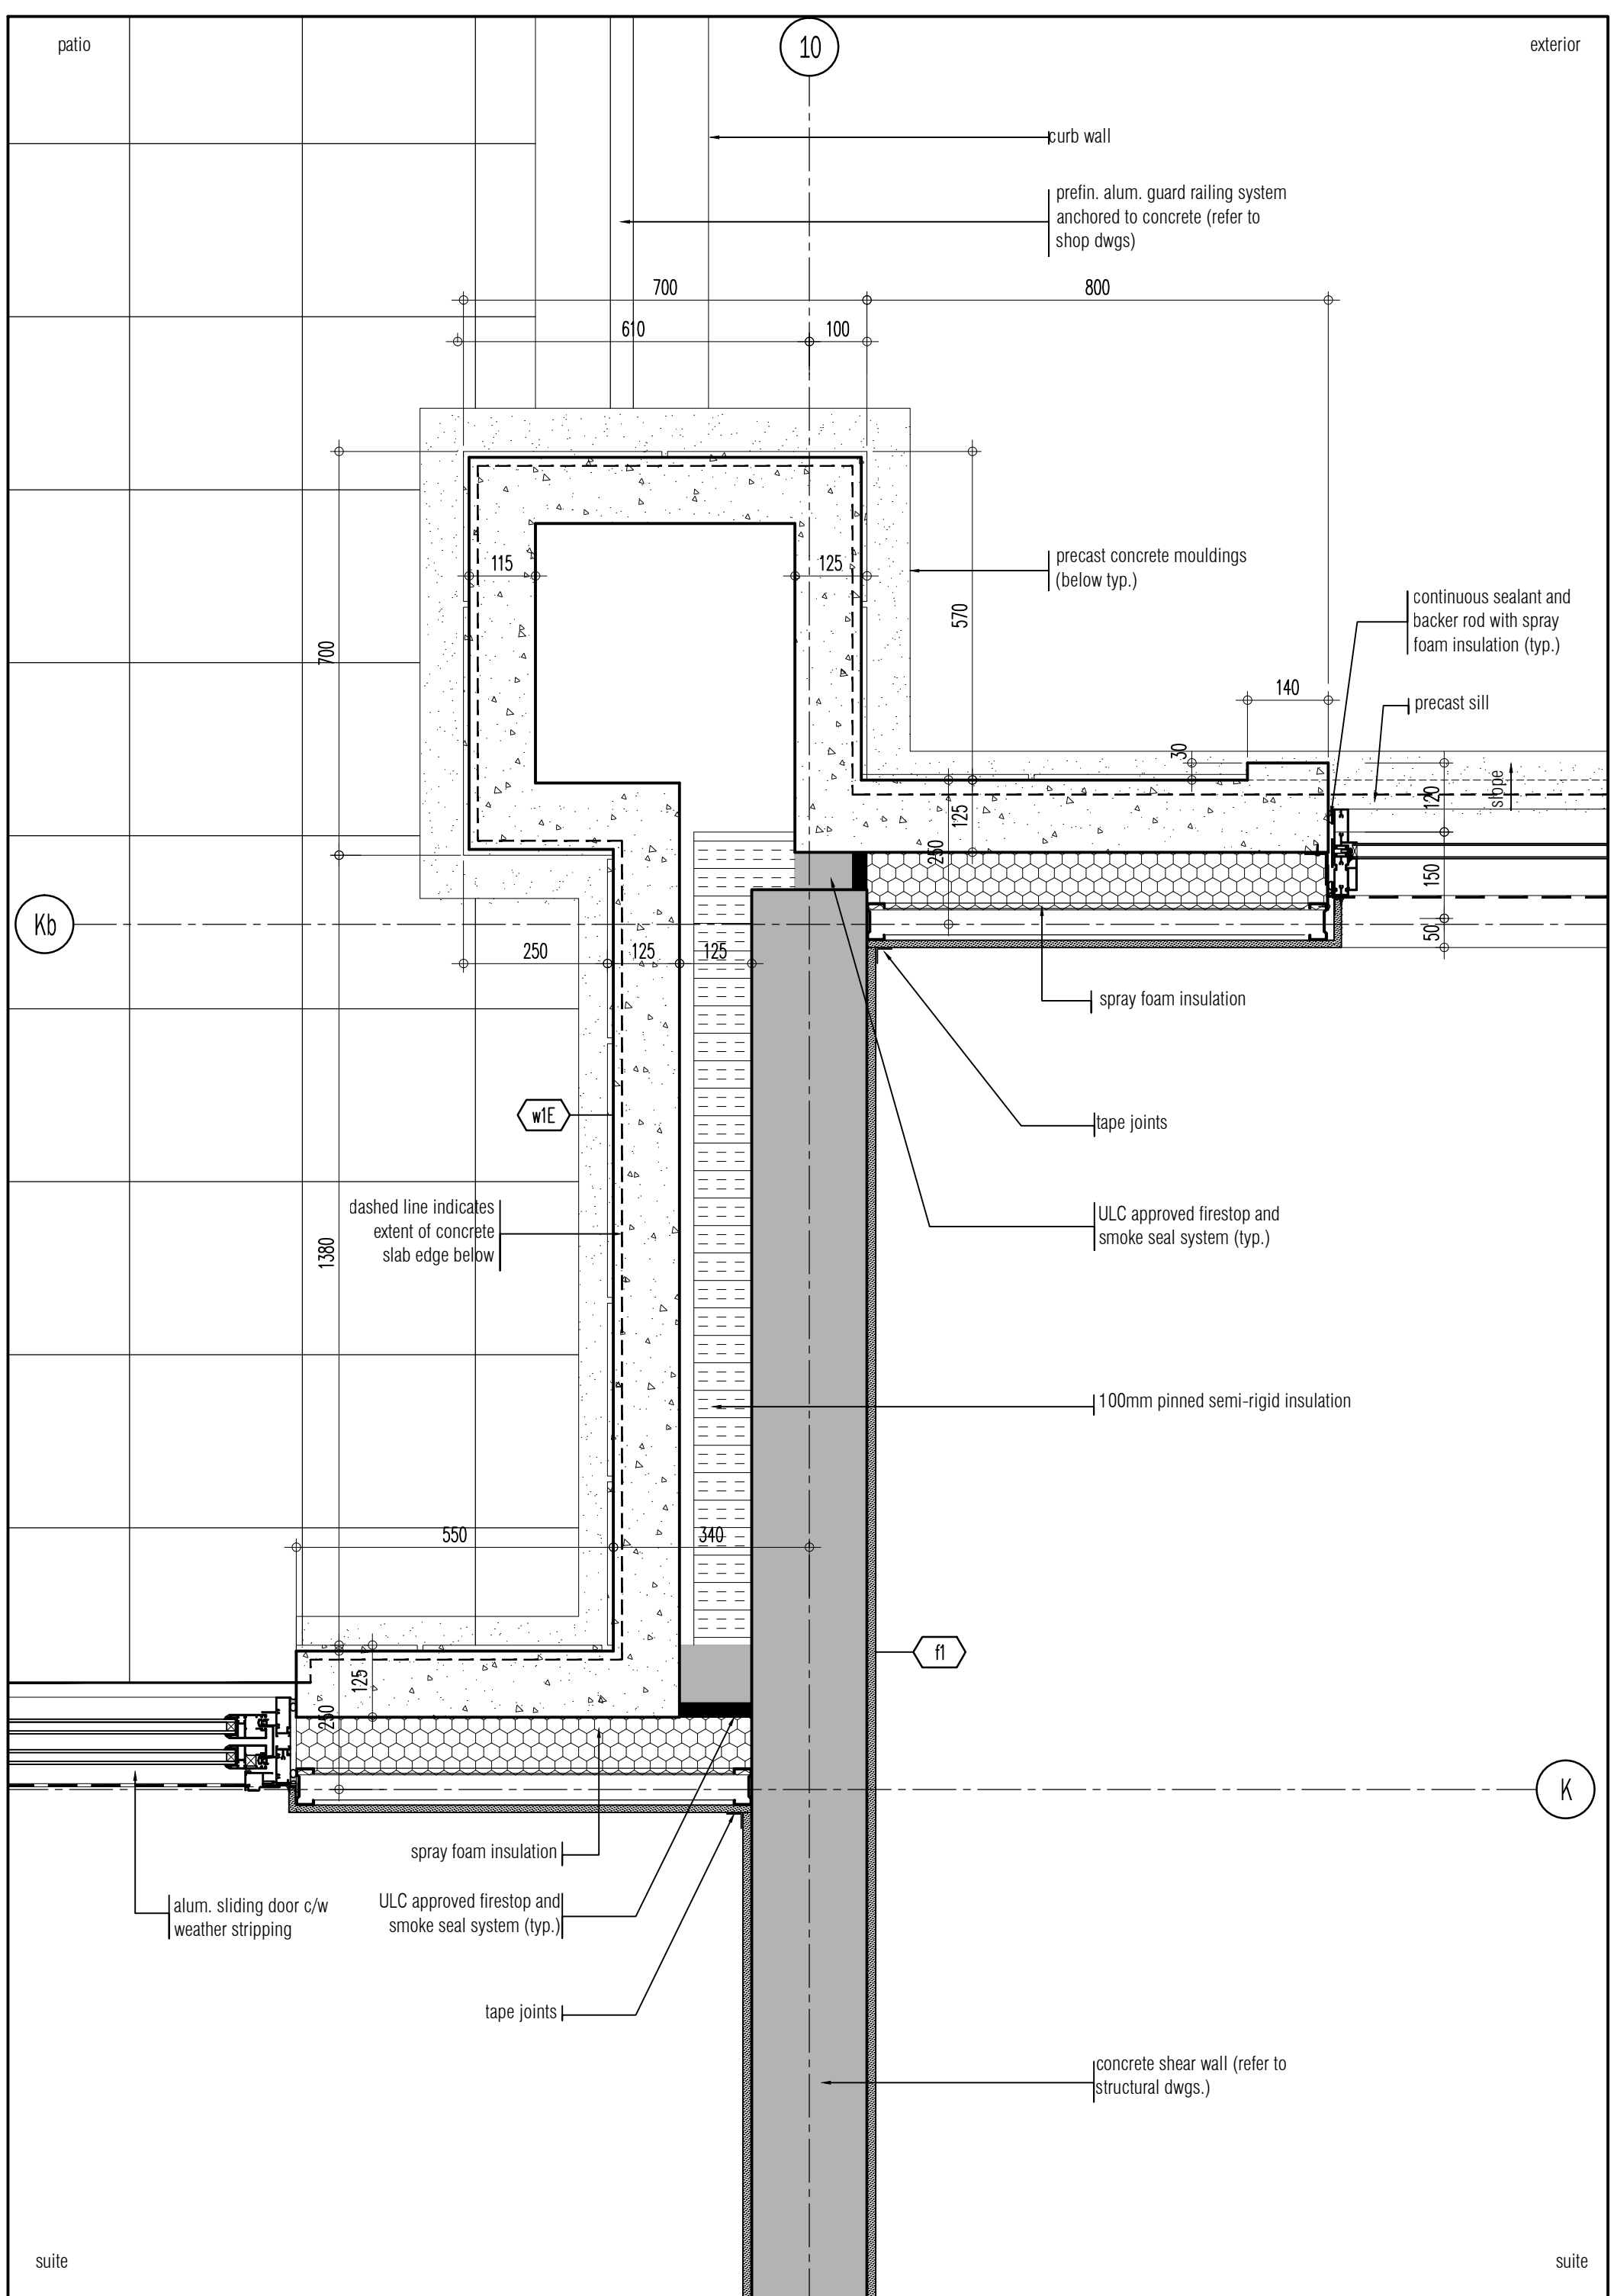 patio
10
exterior
curb wall
prefin. alum. guard railing system
anchored to concrete (refer to
shop dwgs)
700
800
610
100
115
125
precast concrete mouldings
(below typ.)
570
700
continuous sealant and
backer rod with spray
foam insulation (typ.)
140
precast sill
30
slope
120
125
250
150
50
Kb
250
125
125
spray foam insulation
w1E
tape joints
dashed line indicates
extent of concrete
slab edge below
ULC approved firestop and
smoke seal system (typ.)
1380
100mm pinned semi-rigid insulation
550
340
f1
125
250
K
spray foam insulation
alum. sliding door c/w
weather stripping
ULC approved firestop and
smoke seal system (typ.)
tape joints
concrete shear wall (refer to
structural dwgs.)
suite
suite